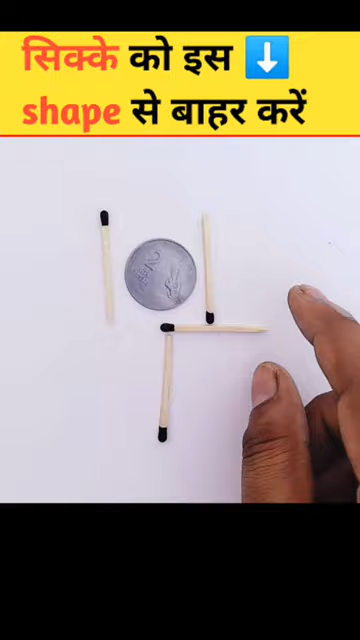 सिक्के को इस ⬇️
shape से बाहर करें